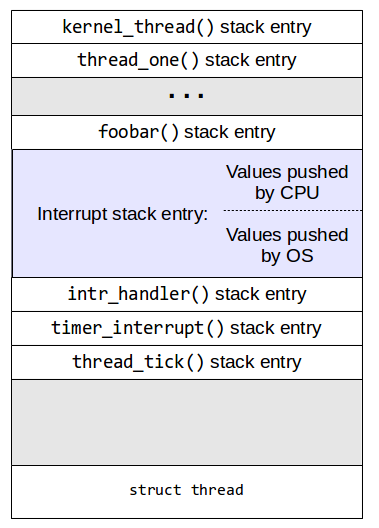 kernel_thread() stack entry
thread_one() stack entry
...
foobar() stack entry
Values pushed
by CPU
Interrupt stack entry:
Values pushed
by OS
intr_handler() stack entry
timer_interrupt() stack entry
thread_tick() stack entry
struct thread